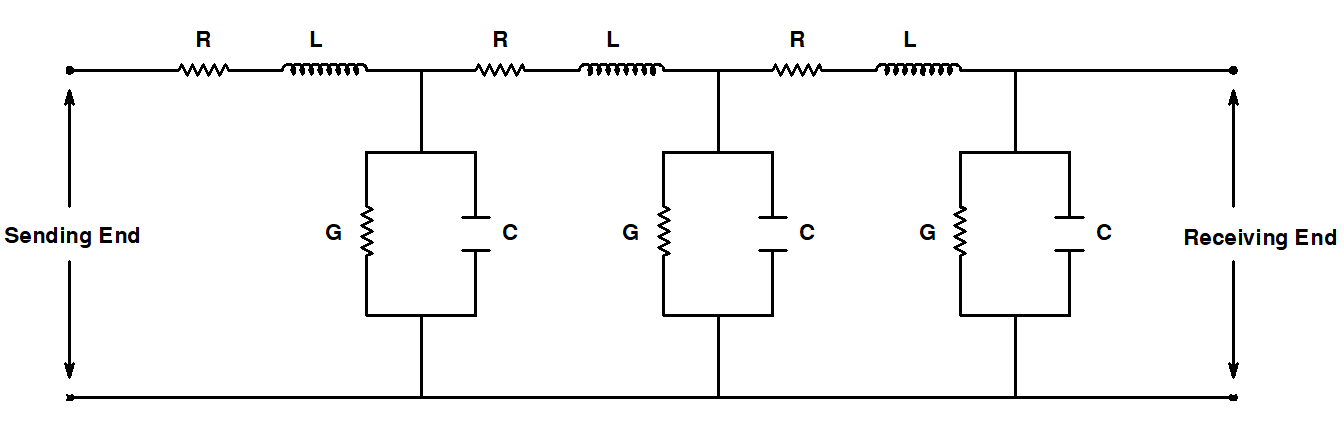 R L R L R L
G C G C G C
Sending End
Receiving End